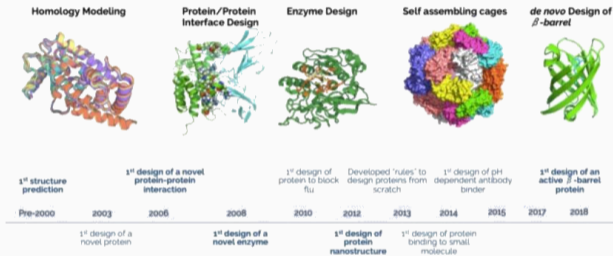 Homology Modeling
Protein/Protein
Interface Design
Enzyme Design
Self assembling cages
de novo Design of
β-barrel
1st structure
prediction
1st design of a novel
protein-protein
interaction
1st design of
protein to block
flu
Developed 'rules' to
design proteins from
scratch
1st design of pH
dependent antibody
binder
1st design of an
active β-barrel
protein
Pre-2000 2003 2006 2008 2010 2012 2013 2014 2015 2017 2018
1st design of a
novel protein
1st design of a
novel enzyme
1st design of
protein
nanostructure
1st design of protein
binding to small
molecule